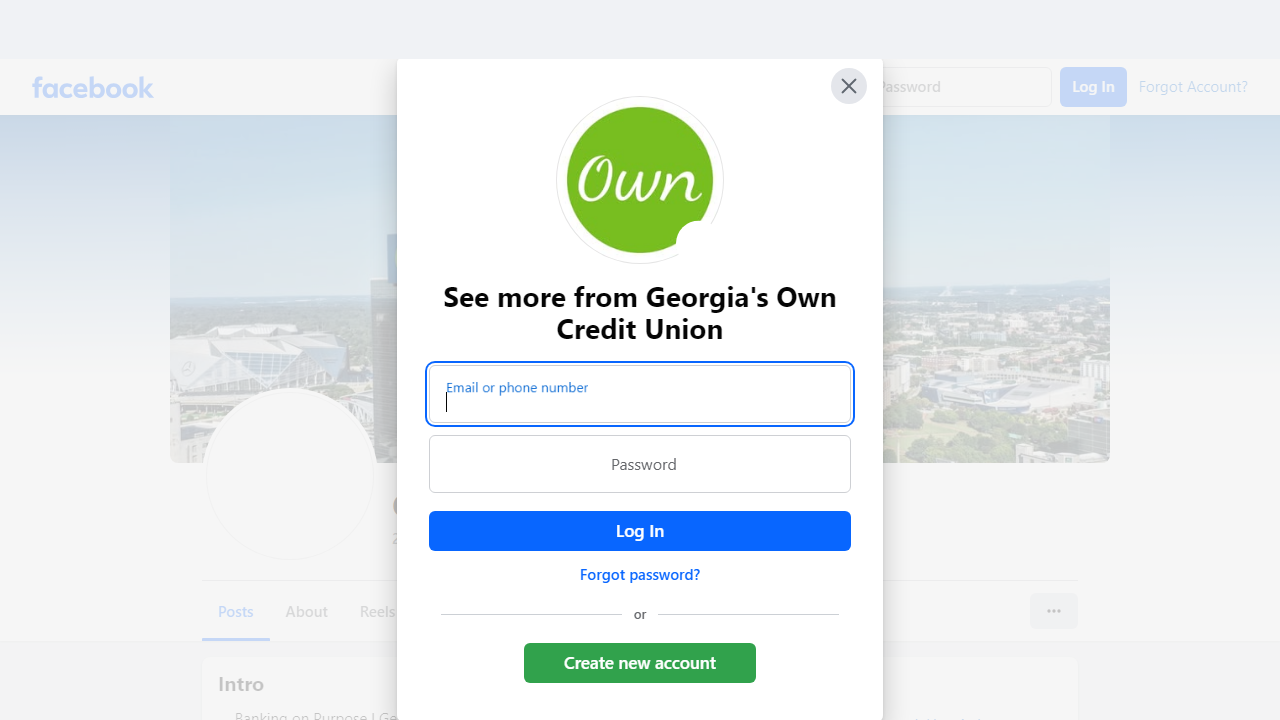 facebook
Password
Log In
Forgot Account?
Own
See more from Georgia's Own
Credit Union
Email or phone number
Password
Log In
Forgot password?
or
Create new account
Posts
About
Reels
Intro
Banking on Purpose | Ge